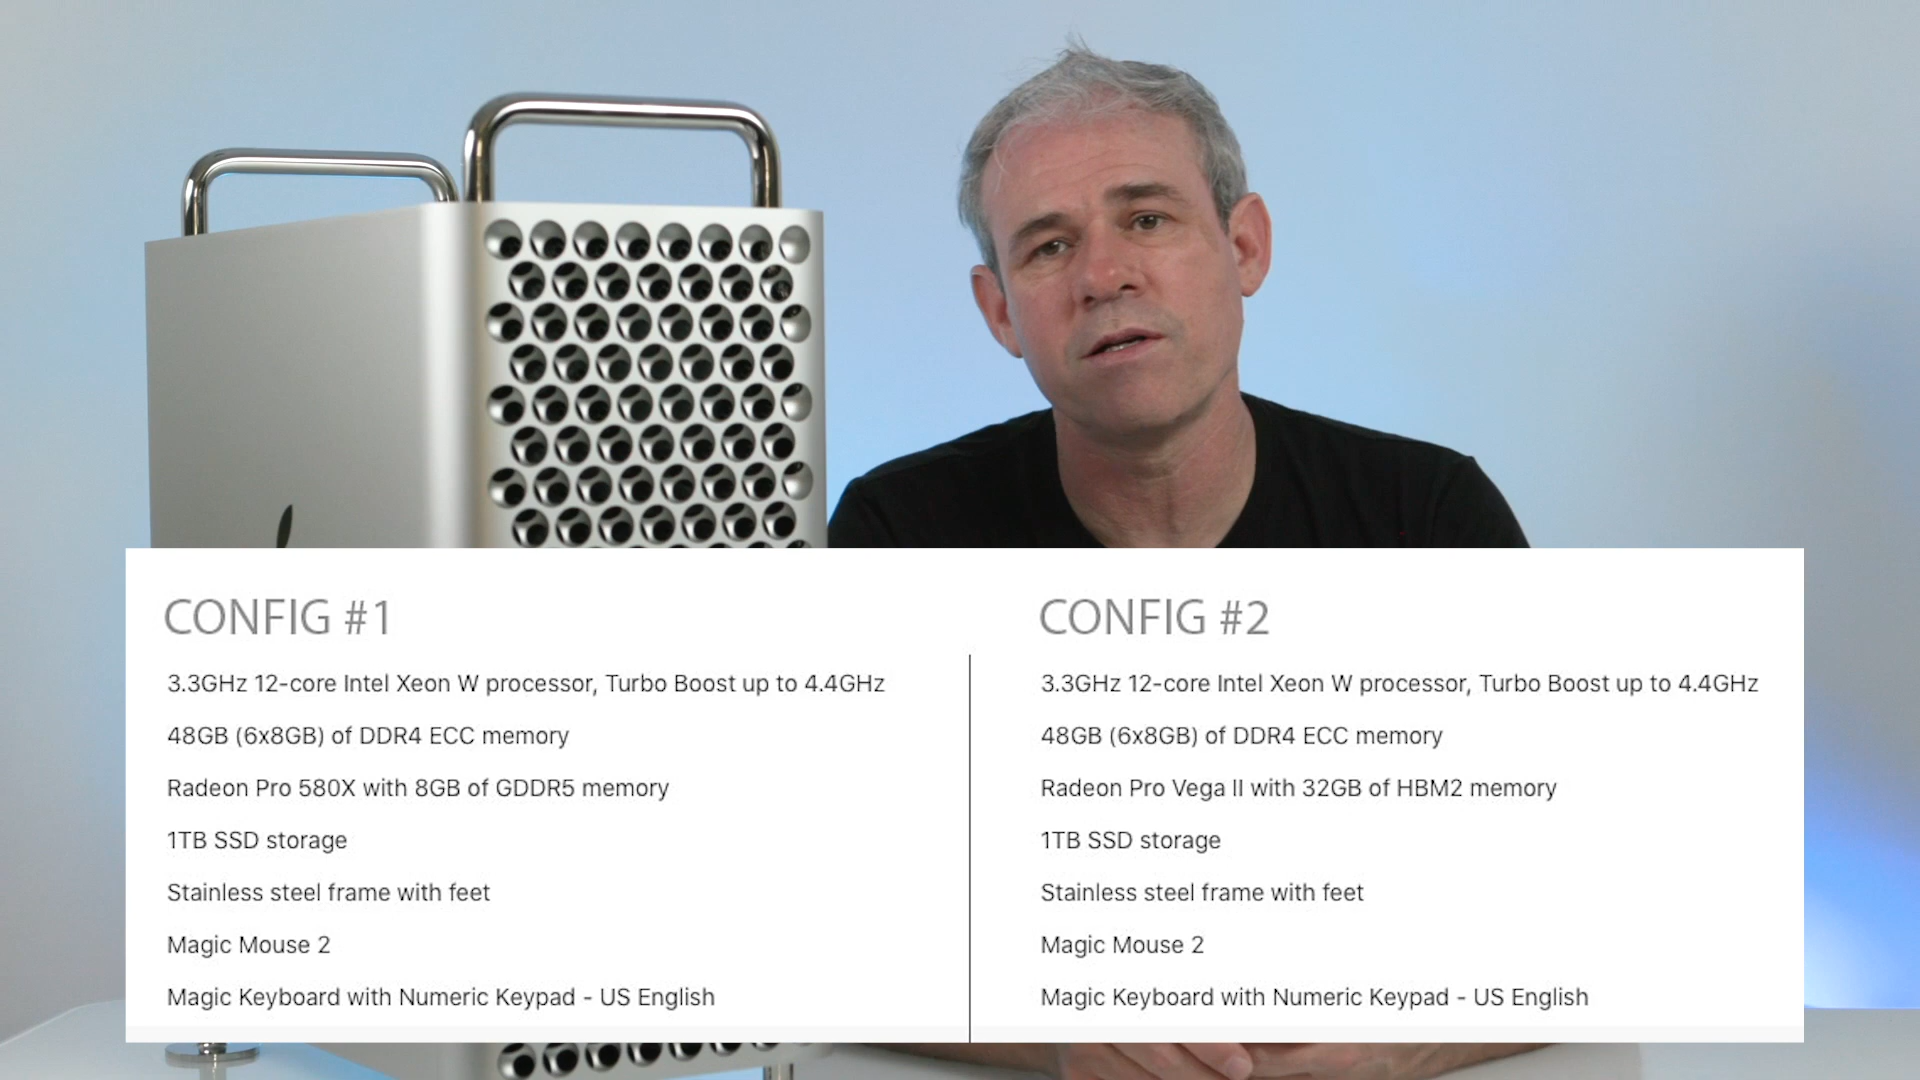 CONFIG #1
3.3GHz 12-core Intel Xeon W processor, Turbo Boost up to 4.4GHz
48GB (6x8GB) of DDR4 ECC memory
Radeon Pro 580X with 8GB of GDDR5 memory
1TB SSD storage
Stainless steel frame with feet
Magic Mouse 2
Magic Keyboard with Numeric Keypad - US English
CONFIG #2
3.3GHz 12-core Intel Xeon W processor, Turbo Boost up to 4.4GHz
48GB (6x8GB) of DDR4 ECC memory
Radeon Pro Vega II with 32GB of HBM2 memory
1TB SSD storage
Stainless steel frame with feet
Magic Mouse 2
Magic Keyboard with Numeric Keypad - US English